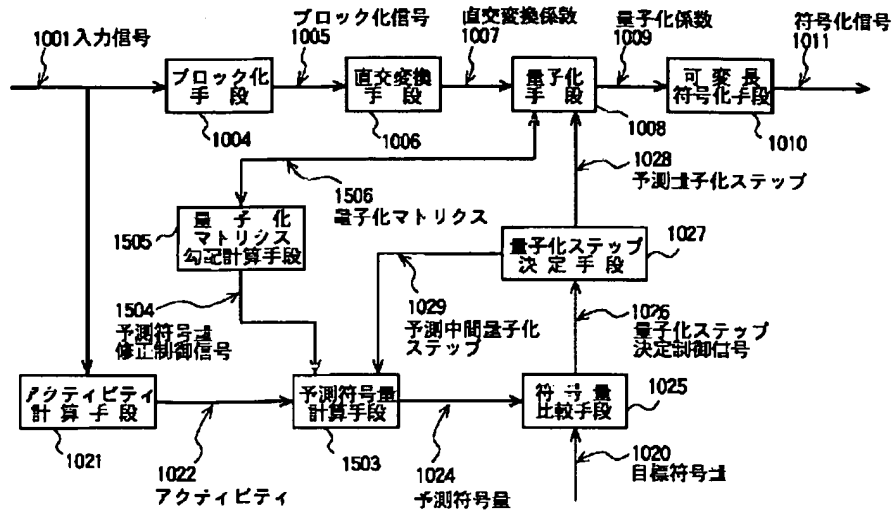 ブロック化信号
1005
直交変換係数
1007
量子化係数
1009
符号化信号
1011
1001入力信号
ブロック化
手段
1004
直交変換
手段
1006
量子化
手段
1008
可変長
符号化手段
1010
1028
予測量子化ステップ
1506
量子化マトリクス
1505
量子化
マトリクス
勾配計算手段
量子化ステップ
決定手段
1027
1504
予測符号量
修正制御信号
1029
予測中間量子化
ステップ
1026
量子化ステップ
決定制御信号
アクティビティ
計算手段
1021
1022
アクティビティ
予測符号量
計算手段
1503
1024
予測符号量
符号量
比較手段
1025
1020
目標符号量